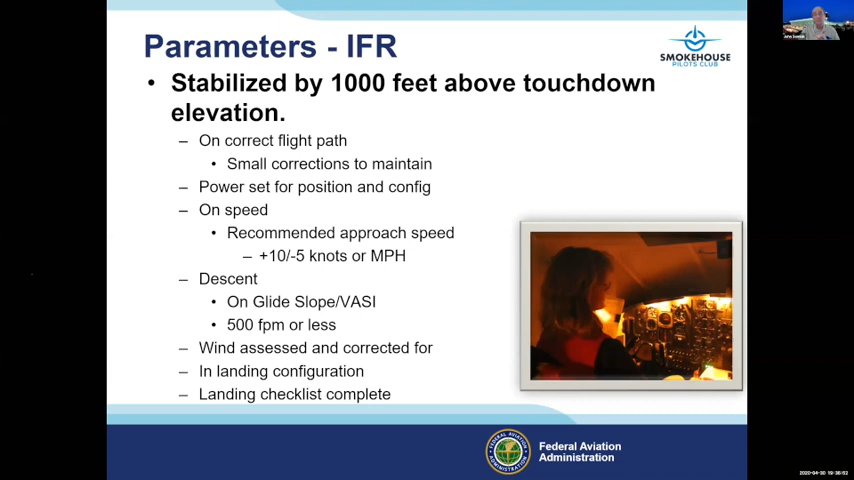 Parameters - IFR
SMOKEHOUSE
PILOTS CLUB
• Stabilized by 1000 feet above touchdown
elevation.
– On correct flight path
• Small corrections to maintain
– Power set for position and config
– On speed
• Recommended approach speed
– +10/-5 knots or MPH
– Descent
• On Glide Slope/VASI
• 500 fpm or less
– Wind assessed and corrected for
– In landing configuration
– Landing checklist complete
Federal Aviation
Administration